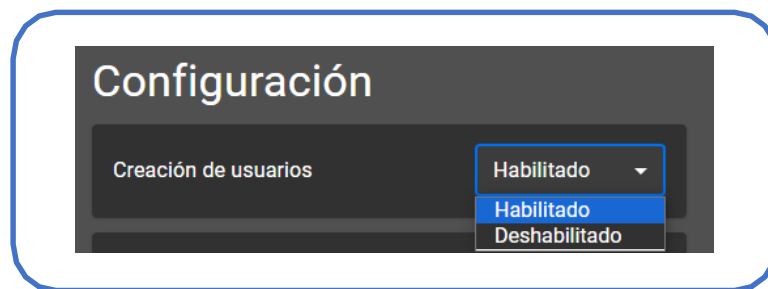 Configuración
Creación de usuarios
Habilitado
Habilitado
Deshabilitado